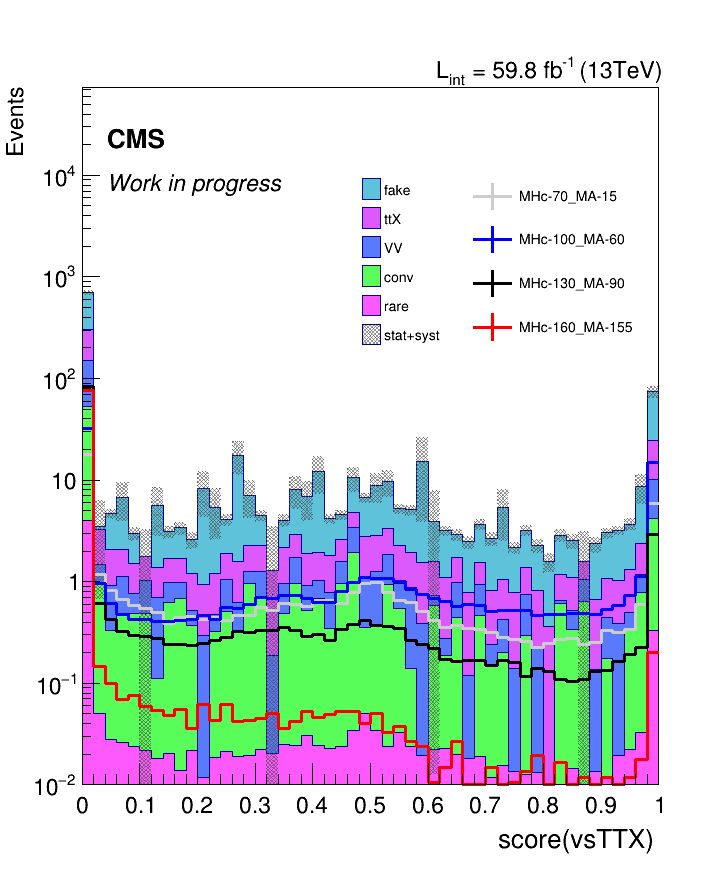 L_int = 59.8 fb^-1 (13TeV)
Events
CMS
Work in progress
fake
ttX
VV
conv
rare
stat+syst
MHc-70_MA-15
MHc-100_MA-60
MHc-130_MA-90
MHc-160_MA-155
10^4
10^3
10^2
10
1
10^-1
10^-2
0 0.1 0.2 0.3 0.4 0.5 0.6 0.7 0.8 0.9 1
score(vsTTX)